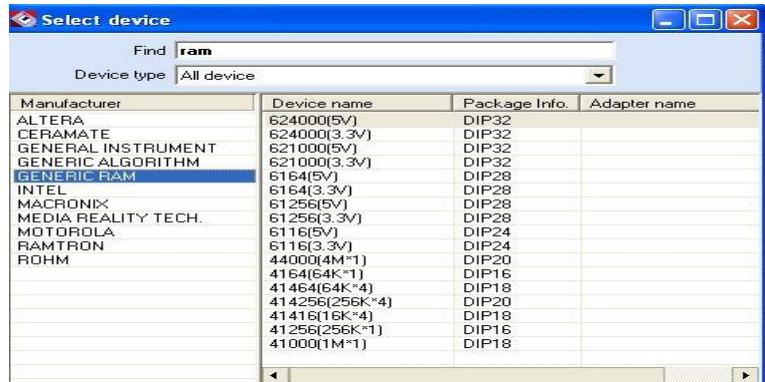 Select device
Find ram
Device type All device
Manufacturer Device name Package Info. Adapter name
ALTERA 624000(5V) DIP32
CERAMATE 624000(3.3V) DIP32
GENERAL INSTRUMENT 621000(5V) DIP32
GENERIC ALGORITHM 621000(3.3V) DIP32
GENERIC RAM 6164(5V) DIP28
INTEL 6164(3.3V) DIP28
MACRONIX 61256(5V) DIP28
MEDIA REALITY TECH. 61256(3.3V) DIP28
MOTOROLA 6116(5V) DIP24
RAMTRON 6116(3.3V) DIP24
ROHM 44000(4M*1) DIP20
4164(64K*1) DIP16
41464(64K*4) DIP18
414256(256K*4) DIP20
41416(16K*4) DIP18
41256(256K*1) DIP16
41000(1M*1) DIP18